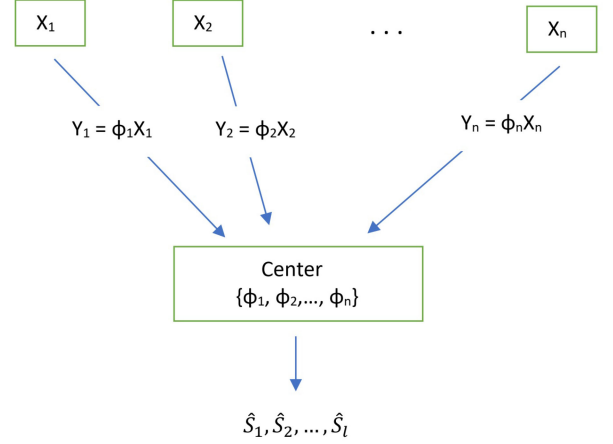 X₁ X₂ . . . Xₙ
Y₁ = ϕ₁X₁ Y₂ = ϕ₂X₂ Yₙ = ϕₙXₙ
Center
{ϕ₁, ϕ₂,..., ϕₙ}
Ŝ₁, Ŝ₂, ... , Ŝₗ